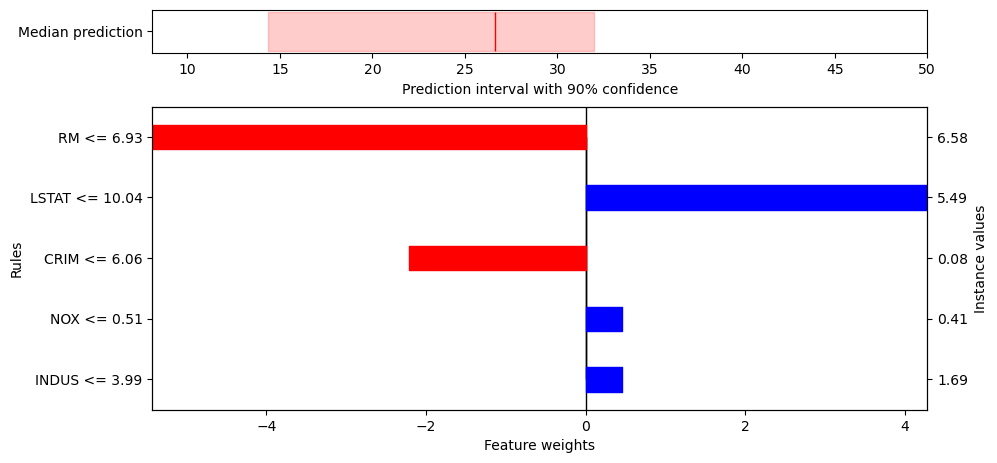 Median prediction
10 15 20 25 30 35 40 45 50
Prediction interval with 90% confidence
Rules
RM <= 6.93 6.58
LSTAT <= 10.04 5.49
CRIM <= 6.06 0.08
NOX <= 0.51 0.41
INDUS <= 3.99 1.69
Instance values
−4 −2 0 2 4
Feature weights